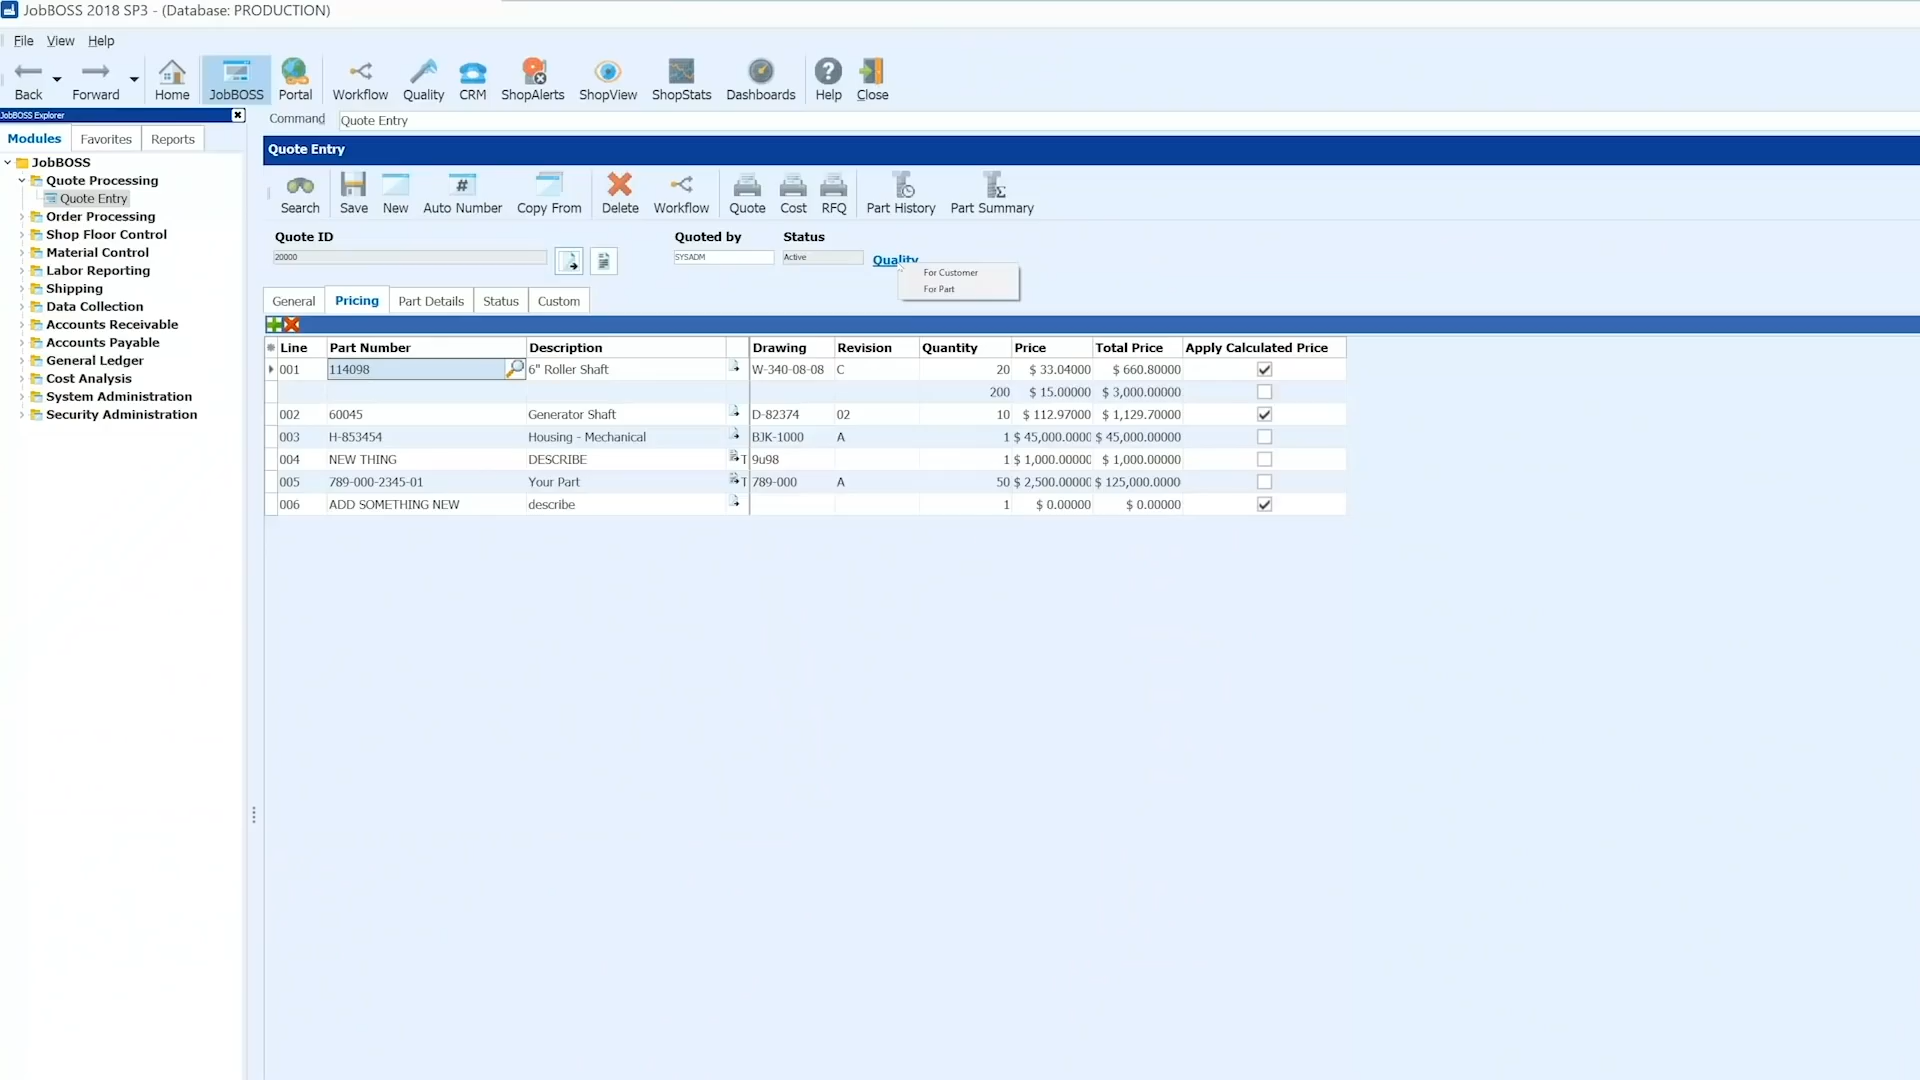 JobBOSS 2018 SP3 - (Database: PRODUCTION)
File View Help
Back Forward Home JobBOSS Portal Workflow Quality CRM ShopAlerts ShopView ShopStats Dashboards Help Close
JobBOSS Explorer
Modules Favorites Reports
JobBOSS
Quote Processing
Quote Entry
Order Processing
Shop Floor Control
Material Control
Labor Reporting
Shipping
Data Collection
Accounts Receivable
Accounts Payable
General Ledger
Cost Analysis
System Administration
Security Administration
Command Quote Entry
Quote Entry
Search Save New Auto Number Copy From Delete Workflow Quote Cost RFQ Part History Part Summary
Quote ID Quoted by Status
20000 SYSADM Active Quality
For Customer
For Part
General Pricing Part Details Status Custom
Line Part Number Description Drawing Revision Quantity Price Total Price Apply Calculated Price
001 114098 6" Roller Shaft W-340-08-08 C 20 $ 33.04000 $ 660.80000
200 $ 15.00000 $ 3,000.00000
002 60045 Generator Shaft D-82374 02 10 $ 112.97000 $ 1,129.70000
003 H-853454 Housing - Mechanical BJK-1000 A 1 $ 45,000.0000 $ 45,000.00000
004 NEW THING DESCRIBE T 9u98 1 $ 1,000.00000 $ 1,000.00000
005 789-000-2345-01 Your Part T 789-000 A 50 $ 2,500.00000 $ 125,000.0000
006 ADD SOMETHING NEW describe 1 $ 0.00000 $ 0.00000